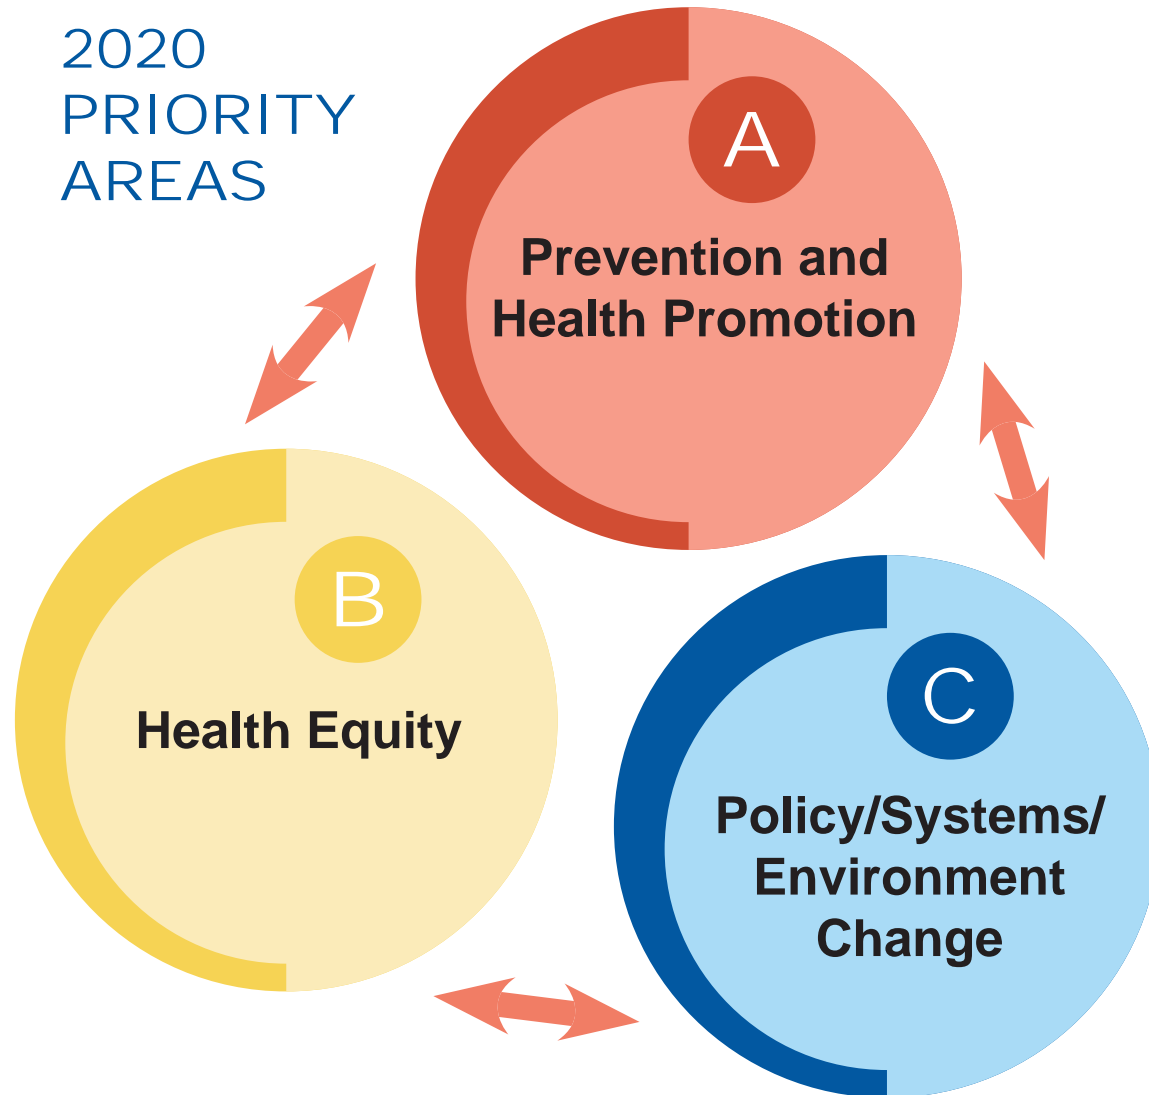 2020
PRIORITY
AREAS
A
Prevention and
Health Promotion
B
Health Equity
C
Policy/Systems/
Environment
Change